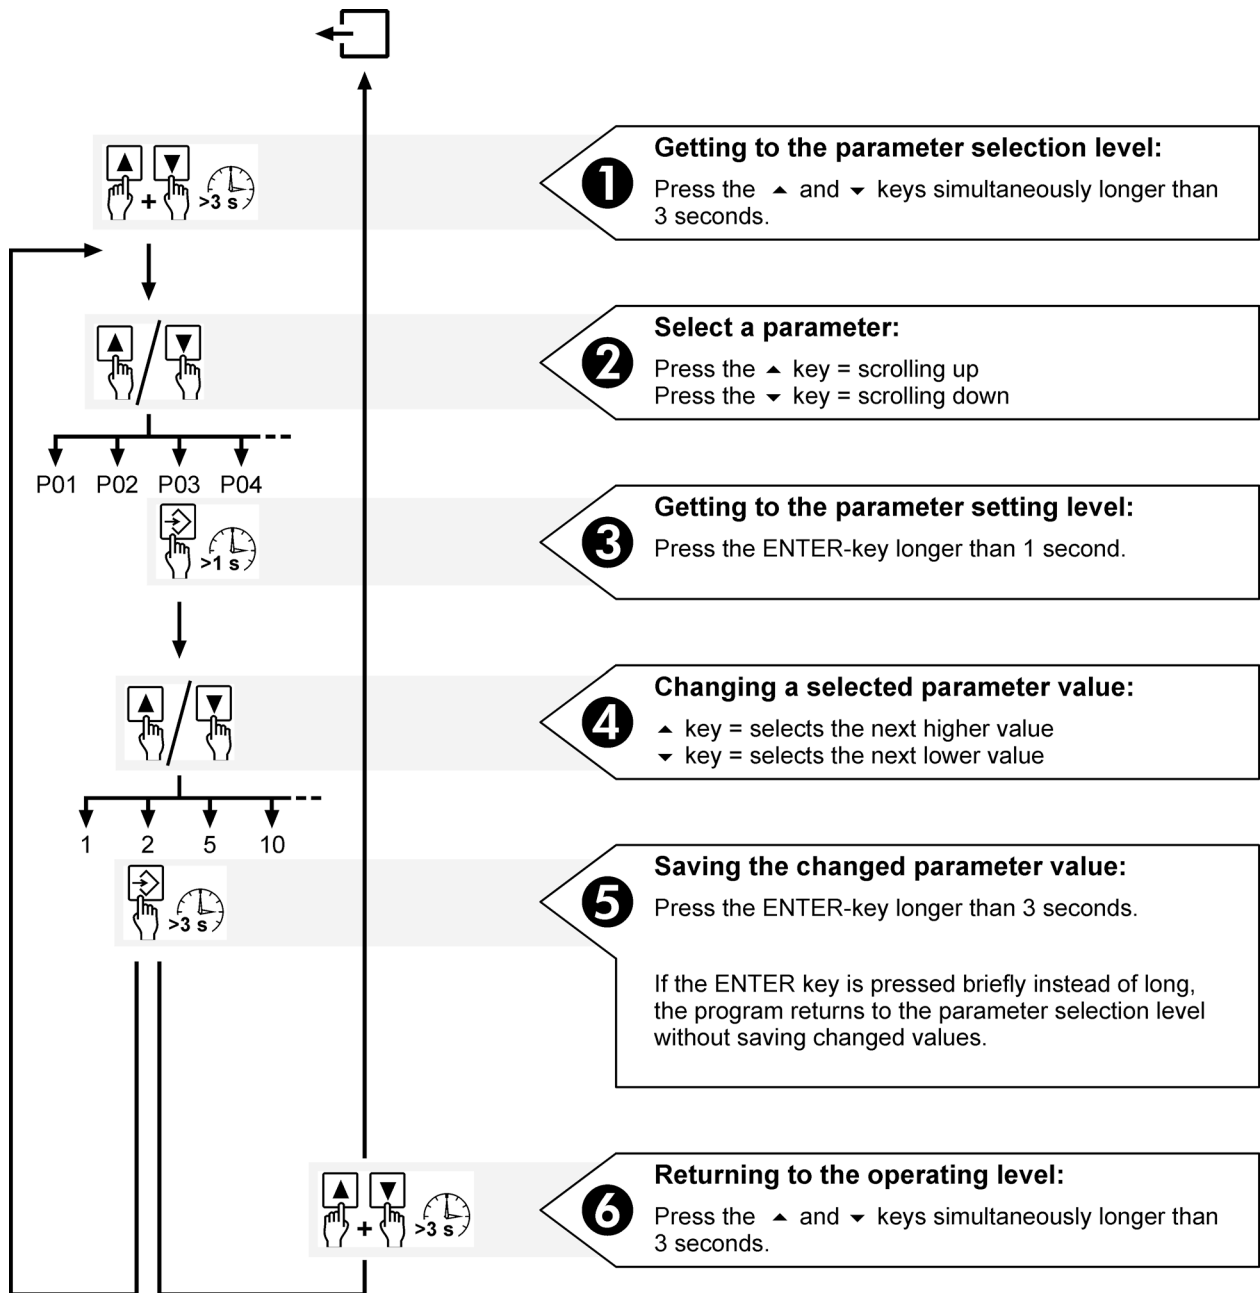 ▲ + ▼ >3 s
1
Getting to the parameter selection level:
Press the ▲ and ▼ keys simultaneously longer than
3 seconds.
▲ / ▼
2
Select a parameter:
Press the ▲ key = scrolling up
Press the ▼ key = scrolling down
P01 P02 P03 P04
>1 s
3
Getting to the parameter setting level:
Press the ENTER-key longer than 1 second.
▲ / ▼
4
Changing a selected parameter value:
▲ key = selects the next higher value
▼ key = selects the next lower value
1 2 5 10
>3 s
5
Saving the changed parameter value:
Press the ENTER-key longer than 3 seconds.
If the ENTER key is pressed briefly instead of long,
the program returns to the parameter selection level
without saving changed values.
▲ + ▼ >3 s
6
Returning to the operating level:
Press the ▲ and ▼ keys simultaneously longer than
3 seconds.